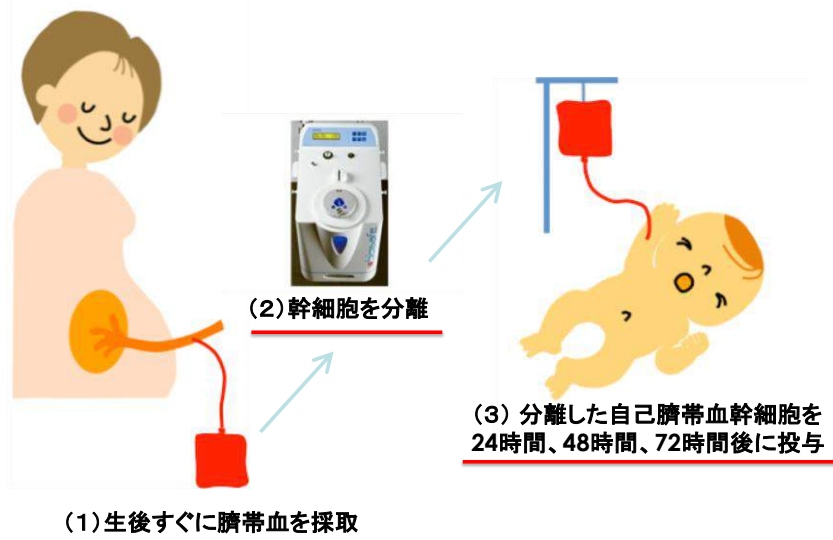 (2)幹細胞を分離
(3) 分離した自己臍帯血幹細胞を
24時間、48時間、72時間後に投与
(1)生後すぐに臍帯血を採取